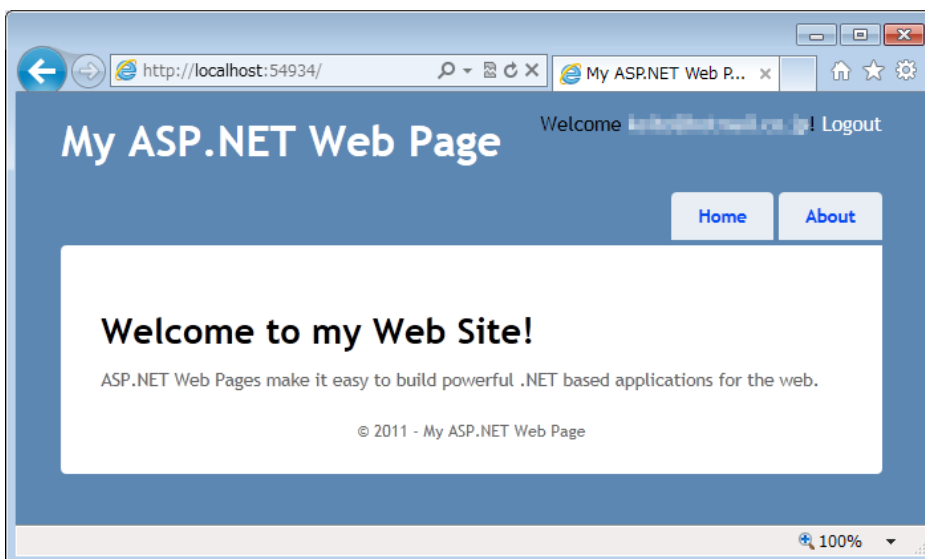 http://localhost:54934/
My ASP.NET Web P...
My ASP.NET Web Page
Welcome ! Logout
Home
About
Welcome to my Web Site!
ASP.NET Web Pages make it easy to build powerful .NET based applications for the web.
© 2011 - My ASP.NET Web Page
100%